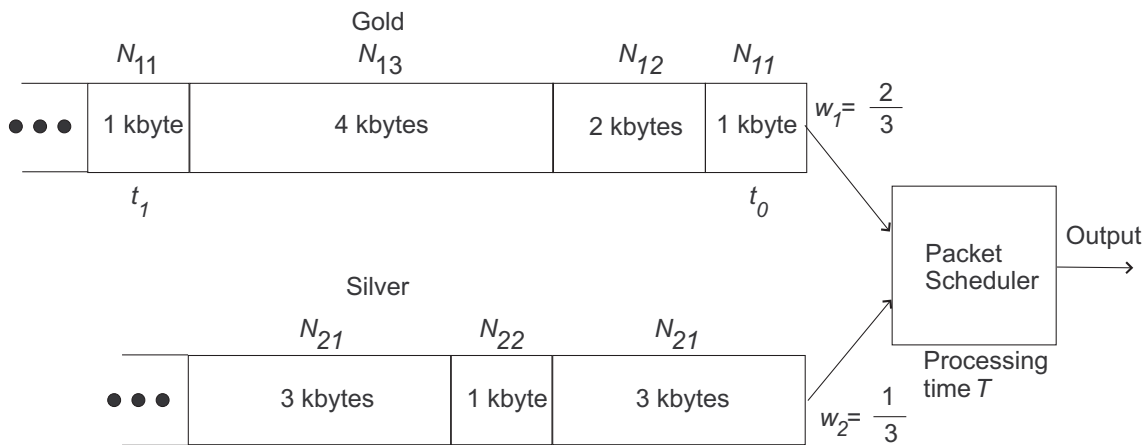 Gold
N11 N13 N12 N11
1 kbyte 4 kbytes 2 kbytes 1 kbyte
w1= 2/3
t1 t0
Packet
Scheduler
Output
Silver
N21 N22 N21
3 kbytes 1 kbyte 3 kbytes
Processing
time T
w2= 1/3